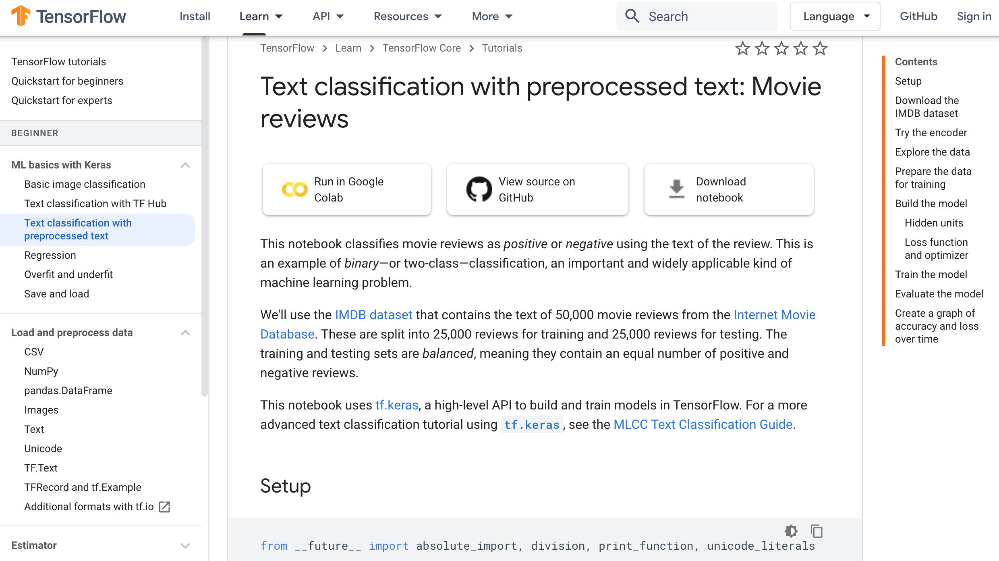 TensorFlow
Install
Learn
API
Resources
More
Search
Language
GitHub
Sign in
TensorFlow tutorials
Quickstart for beginners
Quickstart for experts
BEGINNER
ML basics with Keras
Basic image classification
Text classification with TF Hub
Text classification with
preprocessed text
Regression
Overfit and underfit
Save and load
Load and preprocess data
CSV
NumPy
pandas.DataFrame
Images
Text
Unicode
TF.Text
TFRecord and tf.Example
Additional formats with tf.io
Estimator
TensorFlow > Learn > TensorFlow Core > Tutorials
Text classification with preprocessed text: Movie
reviews
Run in Google
Colab
View source on
GitHub
Download
notebook
This notebook classifies movie reviews as positive or negative using the text of the review. This is
an example of binary—or two-class—classification, an important and widely applicable kind of
machine learning problem.
We'll use the IMDB dataset that contains the text of 50,000 movie reviews from the Internet Movie
Database. These are split into 25,000 reviews for training and 25,000 reviews for testing. The
training and testing sets are balanced, meaning they contain an equal number of positive and
negative reviews.
This notebook uses tf.keras, a high-level API to build and train models in TensorFlow. For a more
advanced text classification tutorial using tf.keras, see the MLCC Text Classification Guide.
Setup
from __future__ import absolute_import, division, print_function, unicode_literals
Contents
Setup
Download the
IMDB dataset
Try the encoder
Explore the data
Prepare the data
for training
Build the model
Hidden units
Loss function
and optimizer
Train the model
Evaluate the model
Create a graph of
accuracy and loss
over time